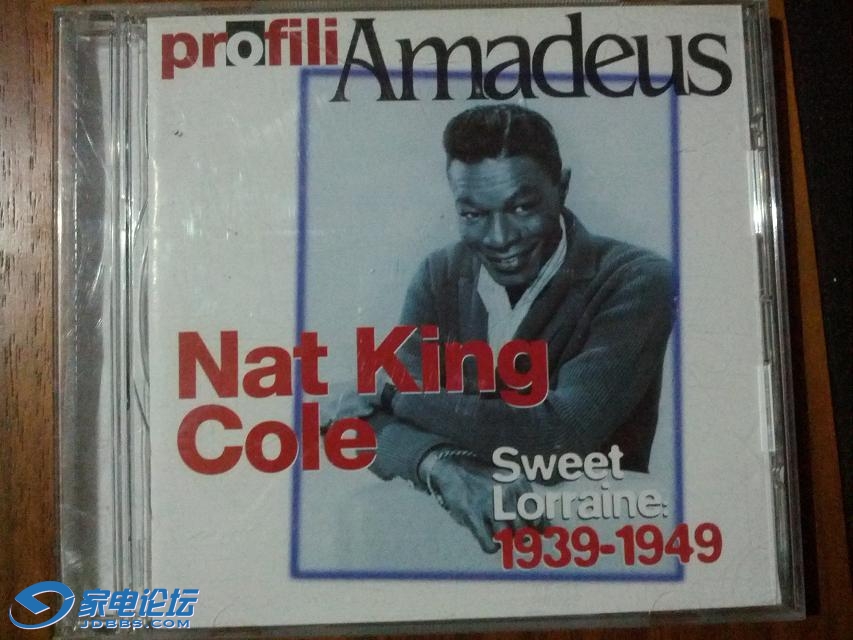 profili Amadeus
Nat King
Cole
Sweet
Lorraine:
1939-1949
家电论坛
JDBBS.COM